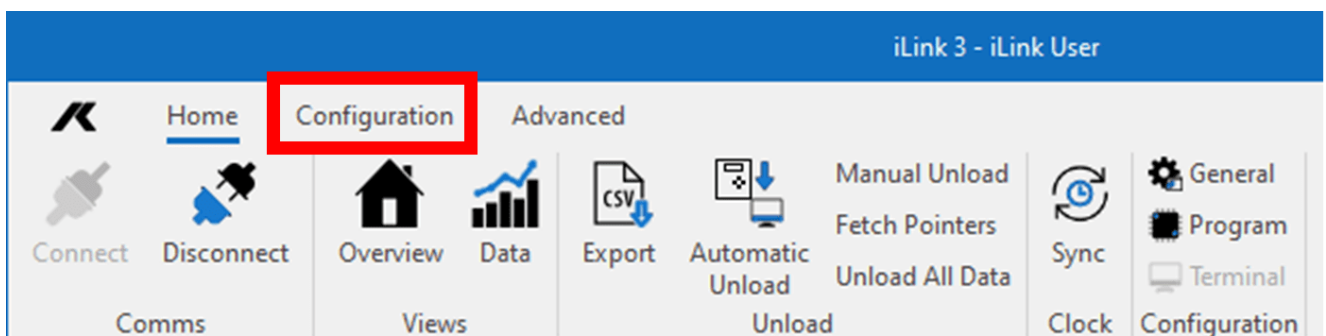 iLink 3 - iLink User
Home Configuration Advanced
Connect
Disconnect
Comms
Overview
Data
Views
CSV
Export
Automatic
Unload
Manual Unload
Fetch Pointers
Unload All Data
Unload
Sync
Clock
General
Program
Terminal
Configuration